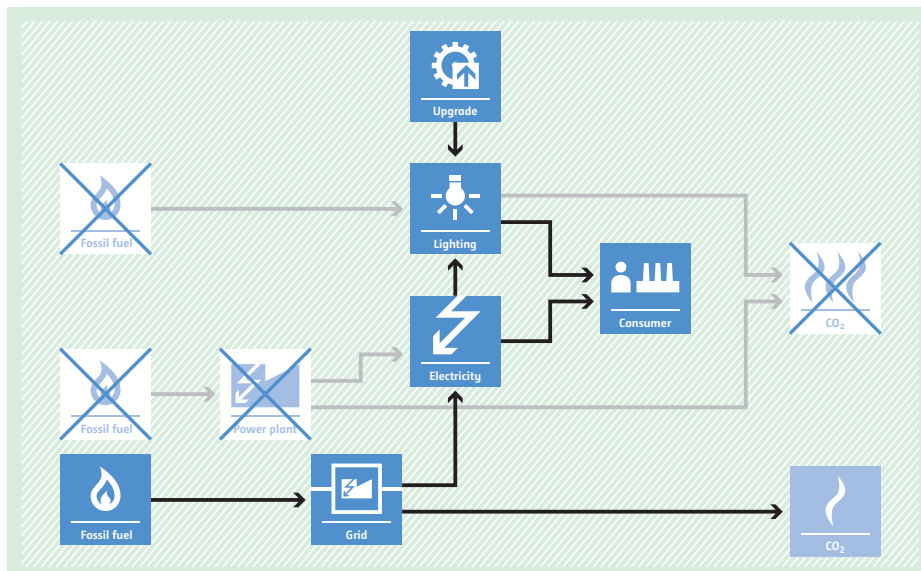 Upgrade
Fossil fuel
Lighting
Consumer
CO₂
Electricity
Fossil fuel
Power plant
Fossil fuel
Grid
CO₂